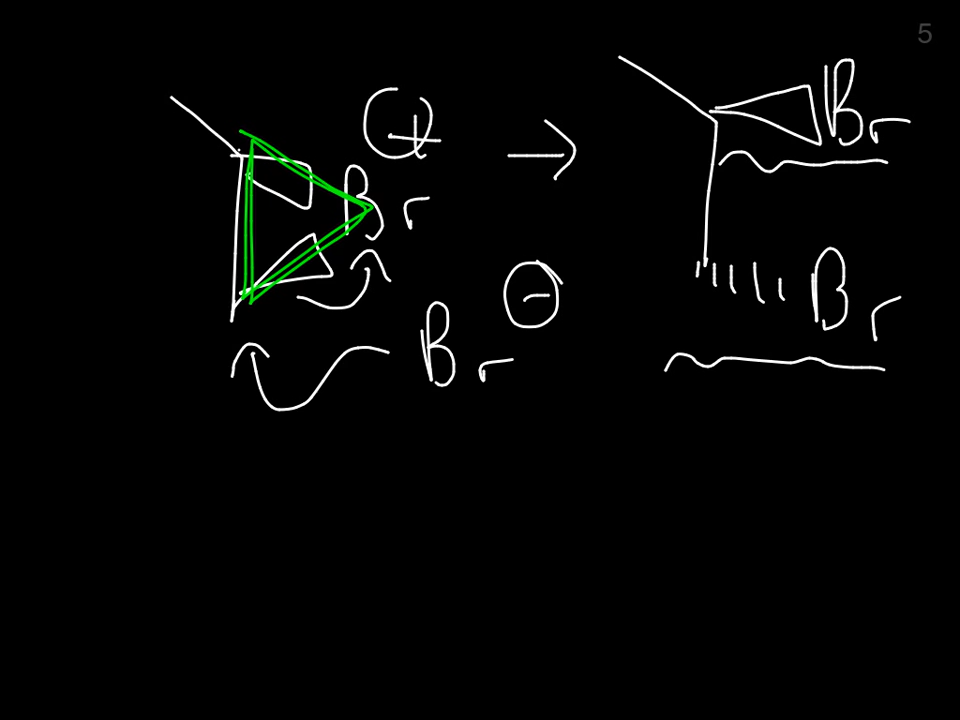 5
Br ⊕ → Br
Br ⊖ Br